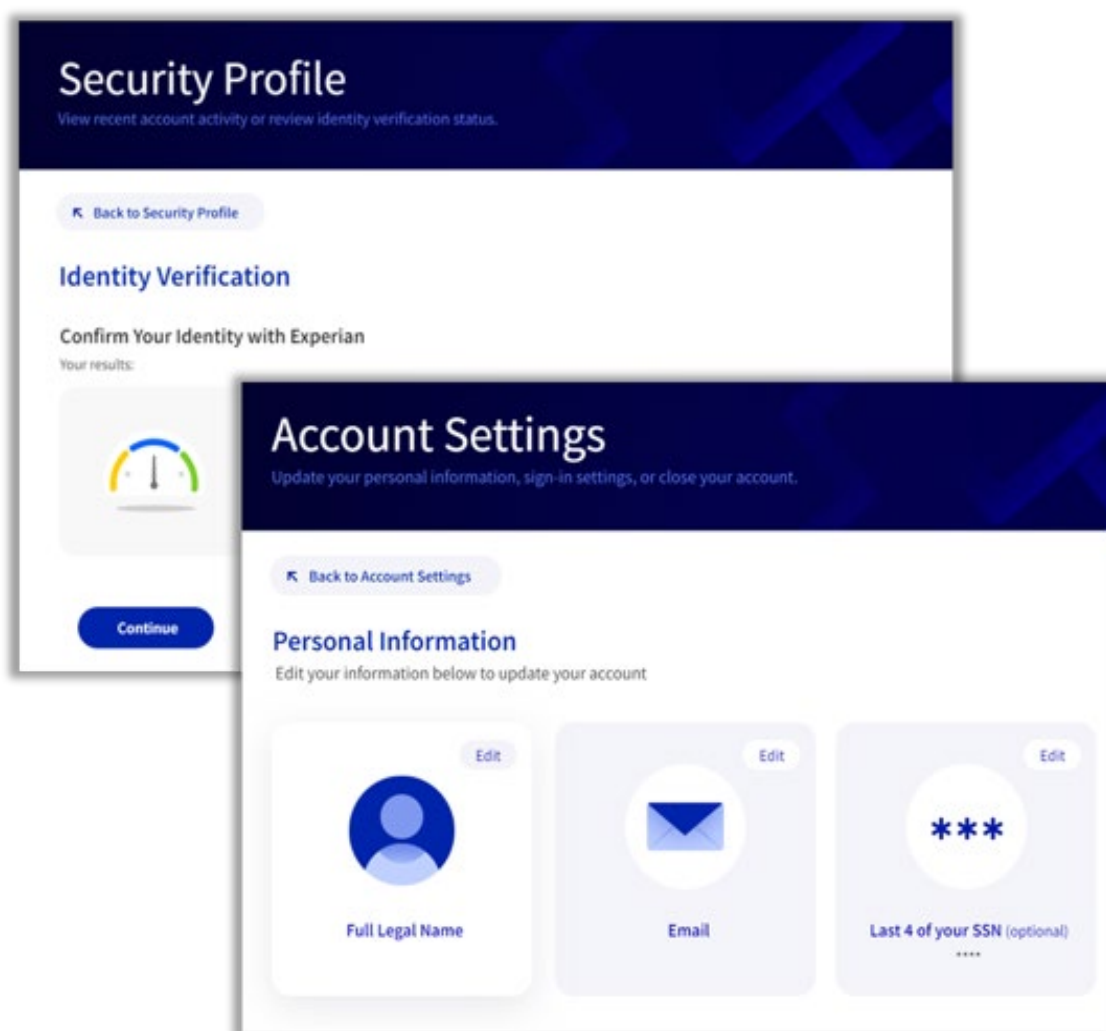 Security Profile
View recent account activity or review identity verification status.
Back to Security Profile
Identity Verification
Confirm Your Identity with Experian
Your results:
Continue
Account Settings
Update your personal information, sign-in settings, or close your account.
Back to Account Settings
Personal Information
Edit your information below to update your account
Edit
Edit
Edit
***
Full Legal Name
Email
Last 4 of your SSN (optional)
****